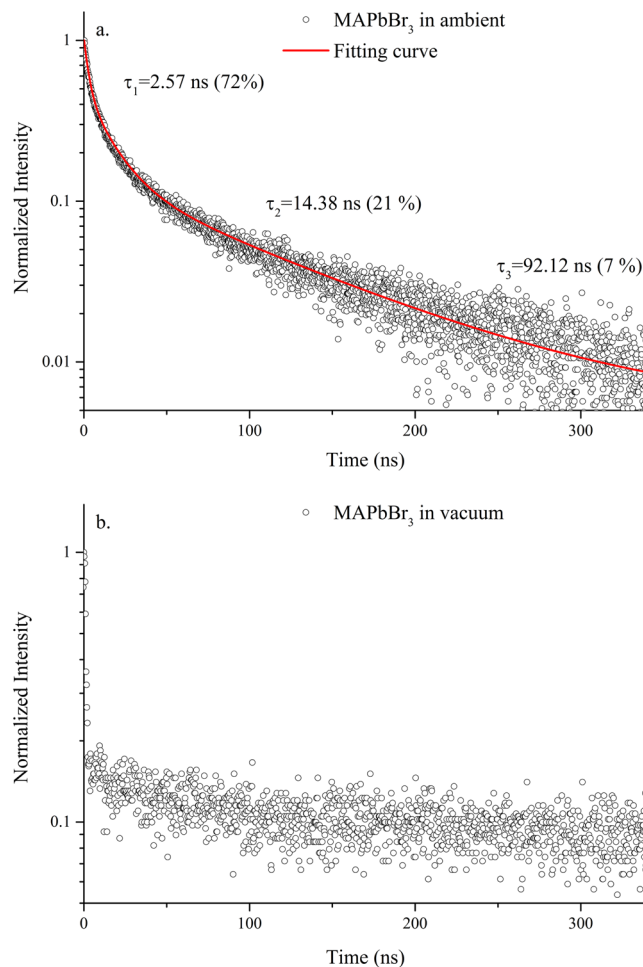 a.
MAPbBr₃ in ambient
Fitting curve
1
τ₁=2.57 ns (72%)
0.1
τ₂=14.38 ns (21 %)
τ₃=92.12 ns (7 %)
0.01
Normalized Intensity
0
100
200
300
Time (ns)
b.
MAPbBr₃ in vacuum
1
0.1
Normalized Intensity
0
100
200
300
Time (ns)